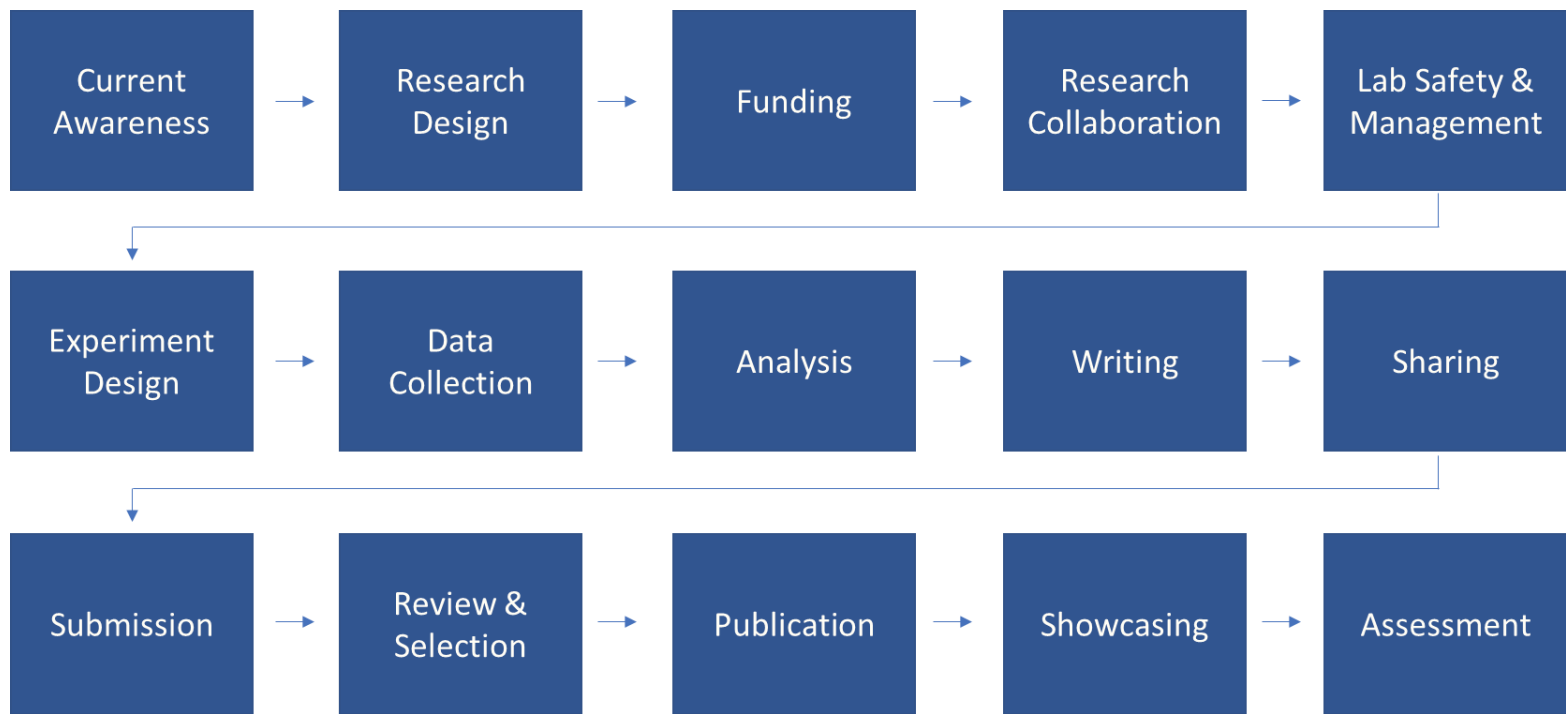 Current
Awareness
Research
Design
Funding
Research
Collaboration
Lab Safety &
Management
Experiment
Design
Data
Collection
Analysis
Writing
Sharing
Submission
Review &
Selection
Publication
Showcasing
Assessment